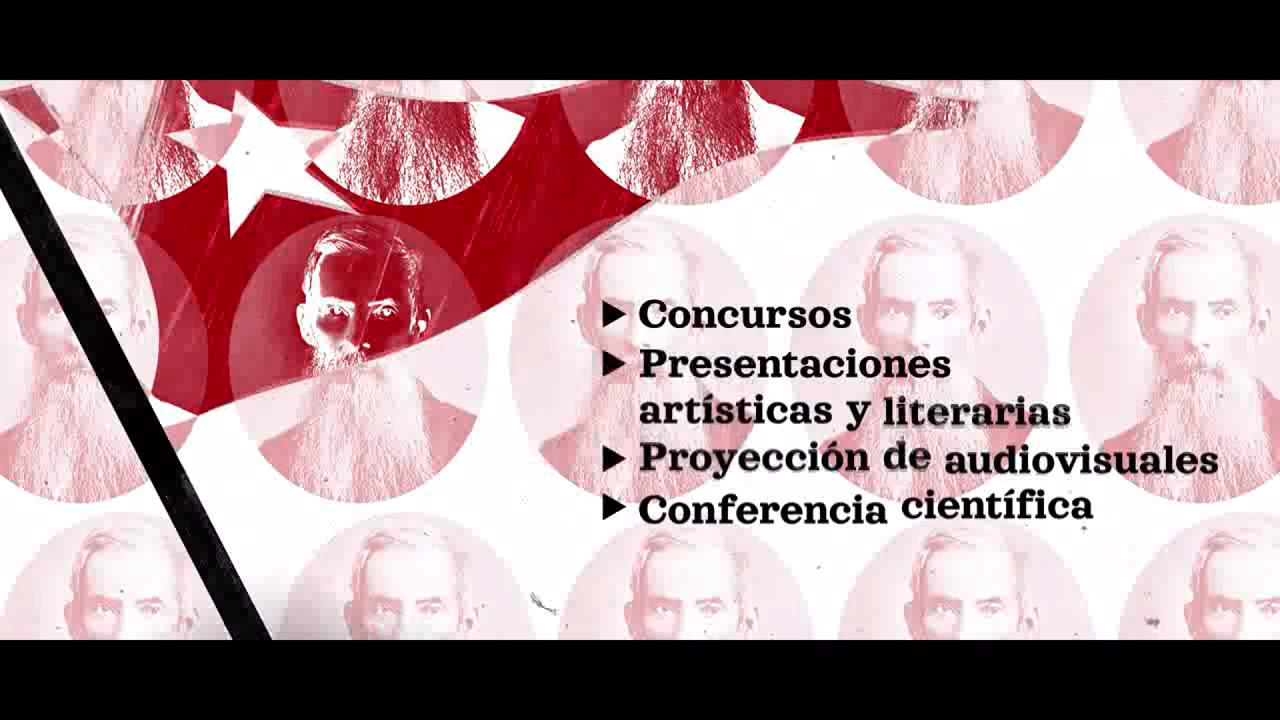 ▶ Concursos
▶ Presentaciones
artísticas y literarias
▶ Proyección de audiovisuales
▶ Conferencia científica